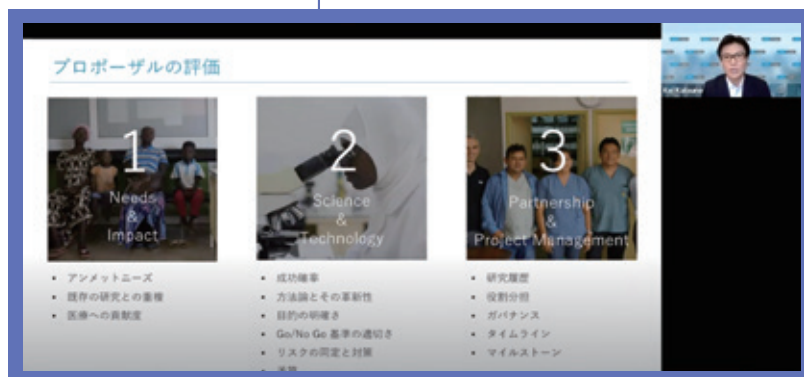 プロポーザルの評価
1
Needs
&
Impact
• アンメットニーズ
• 既存の研究との重複
• 医療への貢献度
2
Science
&
Technology
• 成功確率
• 方法論とその革新性
• 目的の明確さ
• Go/No Go 基準の適切さ
• リスクの同定と対策
• 予算
3
Partnership
&
Project Management
• 研究履歴
• 役割分担
• ガバナンス
• タイムライン
• マイルストーン